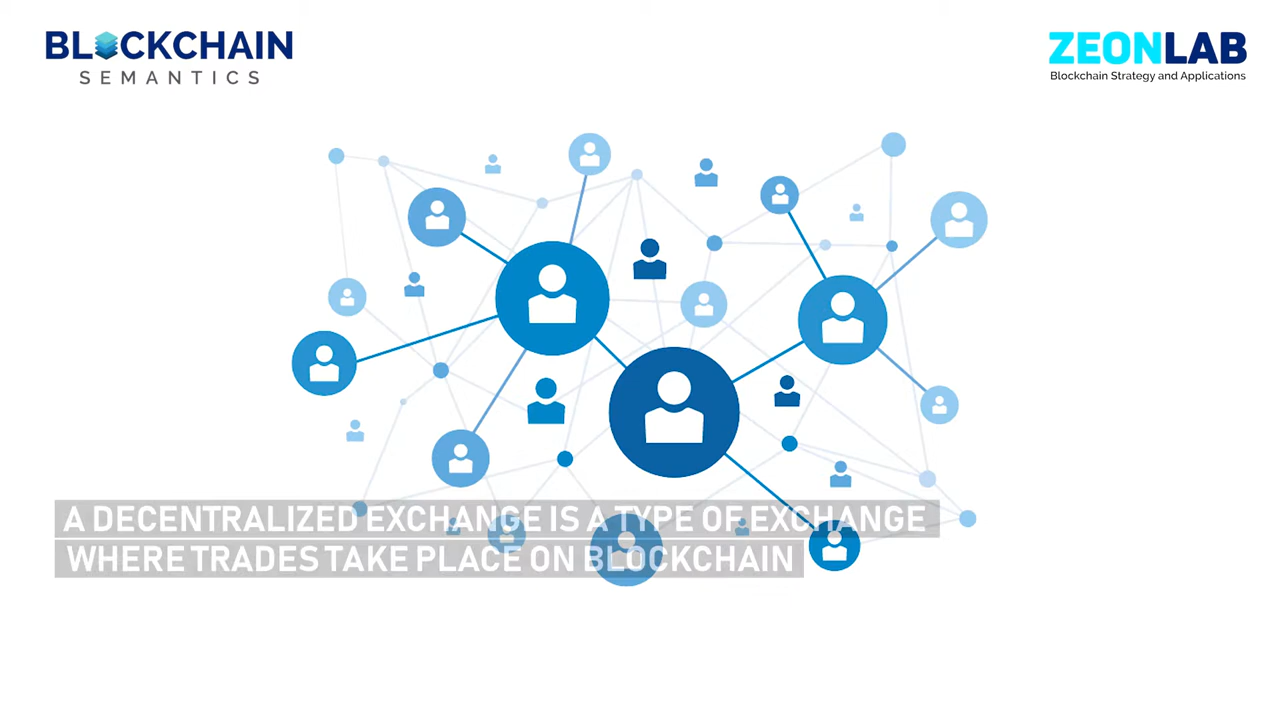 BLOCKCHAIN
SEMANTICS
ZEONLAB
Blockchain Strategy and Applications
A DECENTRALIZED EXCHANGE IS A TYPE OF EXCHANGE
WHERE TRADES TAKE PLACE ON BLOCKCHAIN